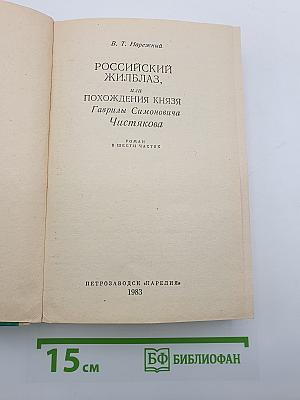 В. Т. Нарежный
РОССИЙСКИЙ
ЖИЛБЛАЗ,
или
ПОХОЖДЕНИЯ КНЯЗЯ
Гаврилы Симоновича
Чистякова
РОМАН
В ШЕСТИ ЧАСТЯХ
ПЕТРОЗАВОДСК «КАРЕЛИЯ»
1983
15 см
БФ БИБЛИОФАН